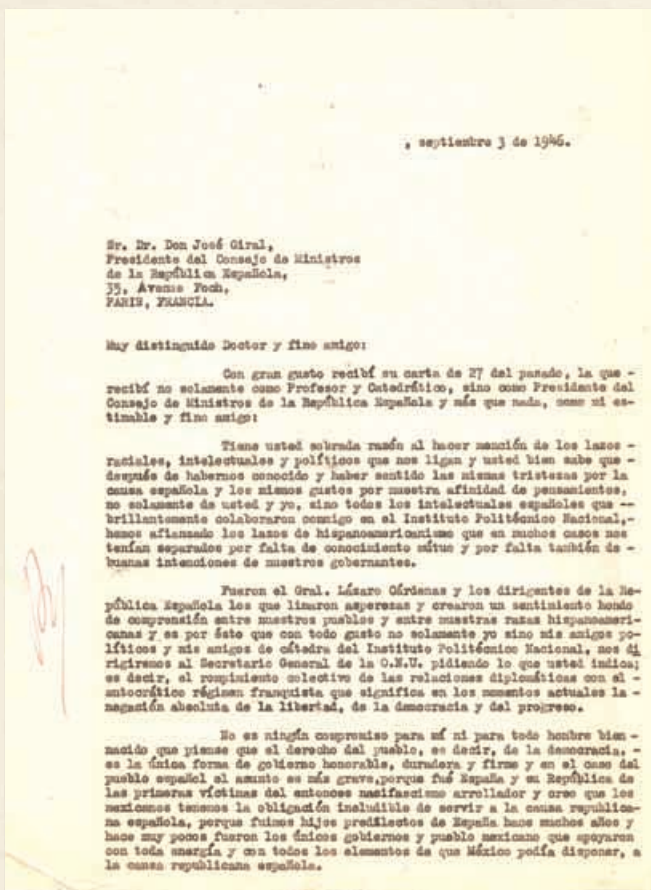 , septiembre 3 de 1946.
Sr. Dr. Don José Giral,
Presidente del Consejo de Ministros
de la República Española,
35, Avenue Foch,
PARIS, FRANCIA.
Muy distinguido Doctor y fino amigo:
Con gran gusto recibí su carta de 27 del pasado, la que -
recibí no solamente como Profesor y Catedrático, sino como Presidente del
Consejo de Ministros de la República Española y más que nada, como mi es-
timable y fino amigo:
Tiene usted sobrada razón al hacer mención de los lazos -
raciales, intelectuales y políticos que nos ligan y usted bien sabe que -
después de habernos conocido y haber sentido las mismas tristezas por la
causa española y los mismos gustos por nuestra afinidad de pensamientos,
no solamente de usted y yo, sino todos los intelectuales españoles que --
brillantemente colaboraron conmigo en el Instituto Politécnico Nacional,-
hemos afianzado los lazos de hispanoamericanismo que en muchos casos nos
tenían separados por falta de conocimiento mútuo y por falta también de -
buenas intenciones de nuestros gobernantes.
Fueron el Gral. Lázaro Cárdenas y los dirigentes de la Re-
pública Española los que limaron asperezas y crearon un sentimiento hondo
de comprensión entre nuestros pueblos y entre nuestras razas hispanoameri-
canas y es por ésto que con todo gusto no solamente yo sino mis amigos po-
líticos y mis amigos de cátedra del Instituto Politécnico Nacional, nos di
rigiremos al Secretario General de la O.N.U. pidiendo lo que usted indica;
es decir, el rompimiento colectivo de las relaciones diplomáticas con el -
autocrático régimen franquista que significa en los momentos actuales la -
negación absoluta de la libertad, de la democracia y del progreso.
No es ningún compromiso para mí ni para todo hombre bien -
nacido que piense que el derecho del pueblo, es decir, de la democracia, -
es la única forma de gobierno honorable, duradera y firme y en el caso del
pueblo español el asunto es más grave,porque fué España y su República de
las primeras víctimas del entonces nazifascismo arrollador y creo que los
mexicanos tenemos la obligación ineludible de servir a la causa republica-
na española, porque fuimos hijos predilectos de España hace muchos años y
hace muy pocos fueron los únicos gobiernos y pueblo mexicano que apoyaron
con toda energía y con todos los elementos de que México podía disponer, a
la causa republicana española.